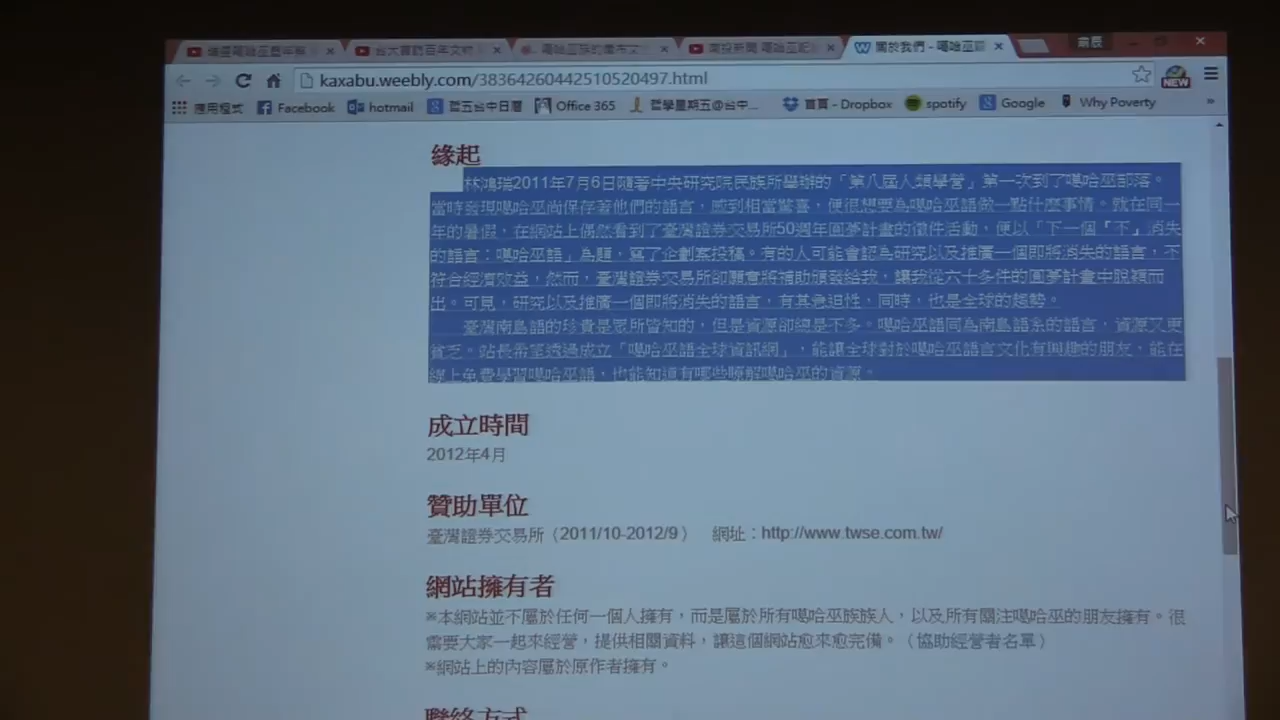 kaxabu.weebly.com/383642604425105204​97.html
應用程式 Facebook hotmail 哲五台中日曆 Office 365 哲學星期五@台中... 首頁 - Dropbox spotify Google Why Poverty »
NEW
緣起
林鴻瑞2011年7月6日隨著中央研究院民族所舉辦的「第八屆人類學營」第一次到了噶哈巫部落。
當時發現噶哈巫尚保存著他們的語言，感到相當驚喜，便很想要為噶哈巫語做一點什麼事情。就在同一
年的暑假，在網站上偶然看到了臺灣證券交易所50週年圓夢計畫的徵件活動，便以「下一個『不』消失
的語言：噶哈巫語」為題，寫了企劃案投稿。有的人可能會認為研究以及推廣一個即將消失的語言，不
符合經濟效益，然而，臺灣證券交易所卻願意將補助頒發給我，讓我從六十多件的圓夢計畫中脫穎而
出。可見，研究以及推廣一個即將消失的語言，有其急迫性，同時，也是全球的趨勢。
臺灣南島語的珍貴是眾所皆知的，但是資源卻總是不多。噶哈巫語同為南島語系的語言，資源又更
貧乏。站長希望透過成立「噶哈巫語全球資訊網」，能讓全球對於噶哈巫語言文化有興趣的朋友，能在
線上免費學習噶哈巫語，也能知道有哪些瞭解噶哈巫的資源。
成立時間
2012年4月
贊助單位
臺灣證券交易所（2011/10-2012/9） 網址：http://www.twse.com.tw/
網站擁有者
※本網站並不屬於任何一個人擁有，而是屬於所有噶哈巫族族人，以及所有關注噶哈巫的朋友擁有。很
需要大家一起來經營，提供相關資料，讓這個網站愈來愈完備。（協助經營者名單）
※網站上的內容屬於原作者擁有。
聯絡方式